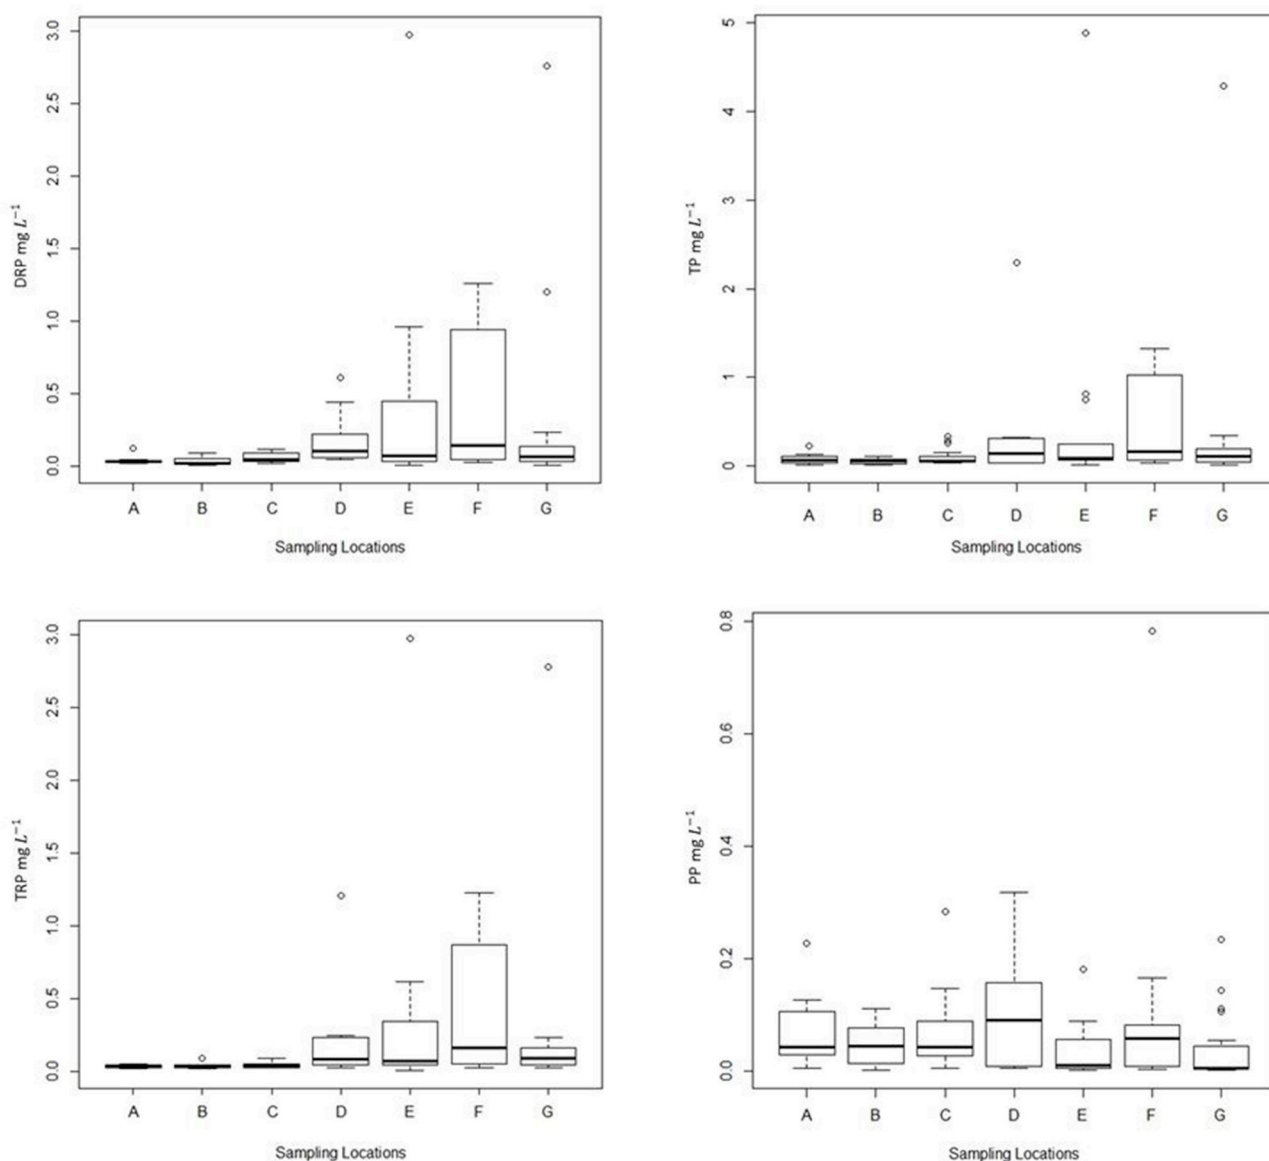 DRP mg L⁻¹
3.0
2.5
2.0
1.5
1.0
0.5
0.0
A B C D E F G
Sampling Locations
TP mg L⁻¹
5
4
3
2
1
0
A B C D E F G
Sampling Locations
TRP mg L⁻¹
3.0
2.5
2.0
1.5
1.0
0.5
0.0
A B C D E F G
Sampling Locations
PP mg L⁻¹
0.8
0.6
0.4
0.2
0.0
A B C D E F G
Sampling Locations